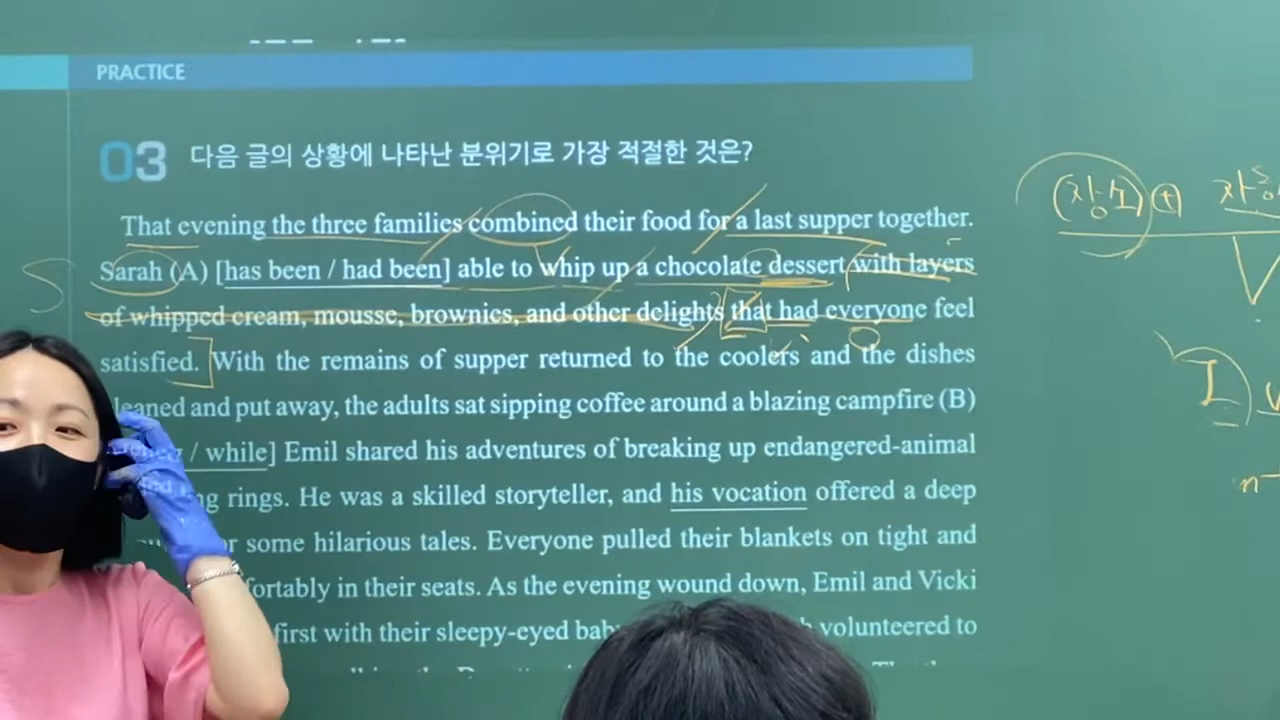 PRACTICE
03 다음 글의 상황에 나타난 분위기로 가장 적절한 것은?
That evening the three families combined their food for a last supper together.
Sarah (A) [has been / had been] able to whip up a chocolate dessert with layers
of whipped cream, mousse, brownies, and other delights that had everyone feel
satisfied. With the remains of supper returned to the coolers and the dishes
leaned and put away, the adults sat sipping coffee around a blazing campfire (B)
/ while] Emil shared his adventures of breaking up endangered-animal
ng rings. He was a skilled storyteller, and his vocation offered a deep
or some hilarious tales. Everyone pulled their blankets on tight and
fortably in their seats. As the evening wound down, Emil and Vicki
first with their sleepy-eyed bab volunteered to
(장소) +
S
I